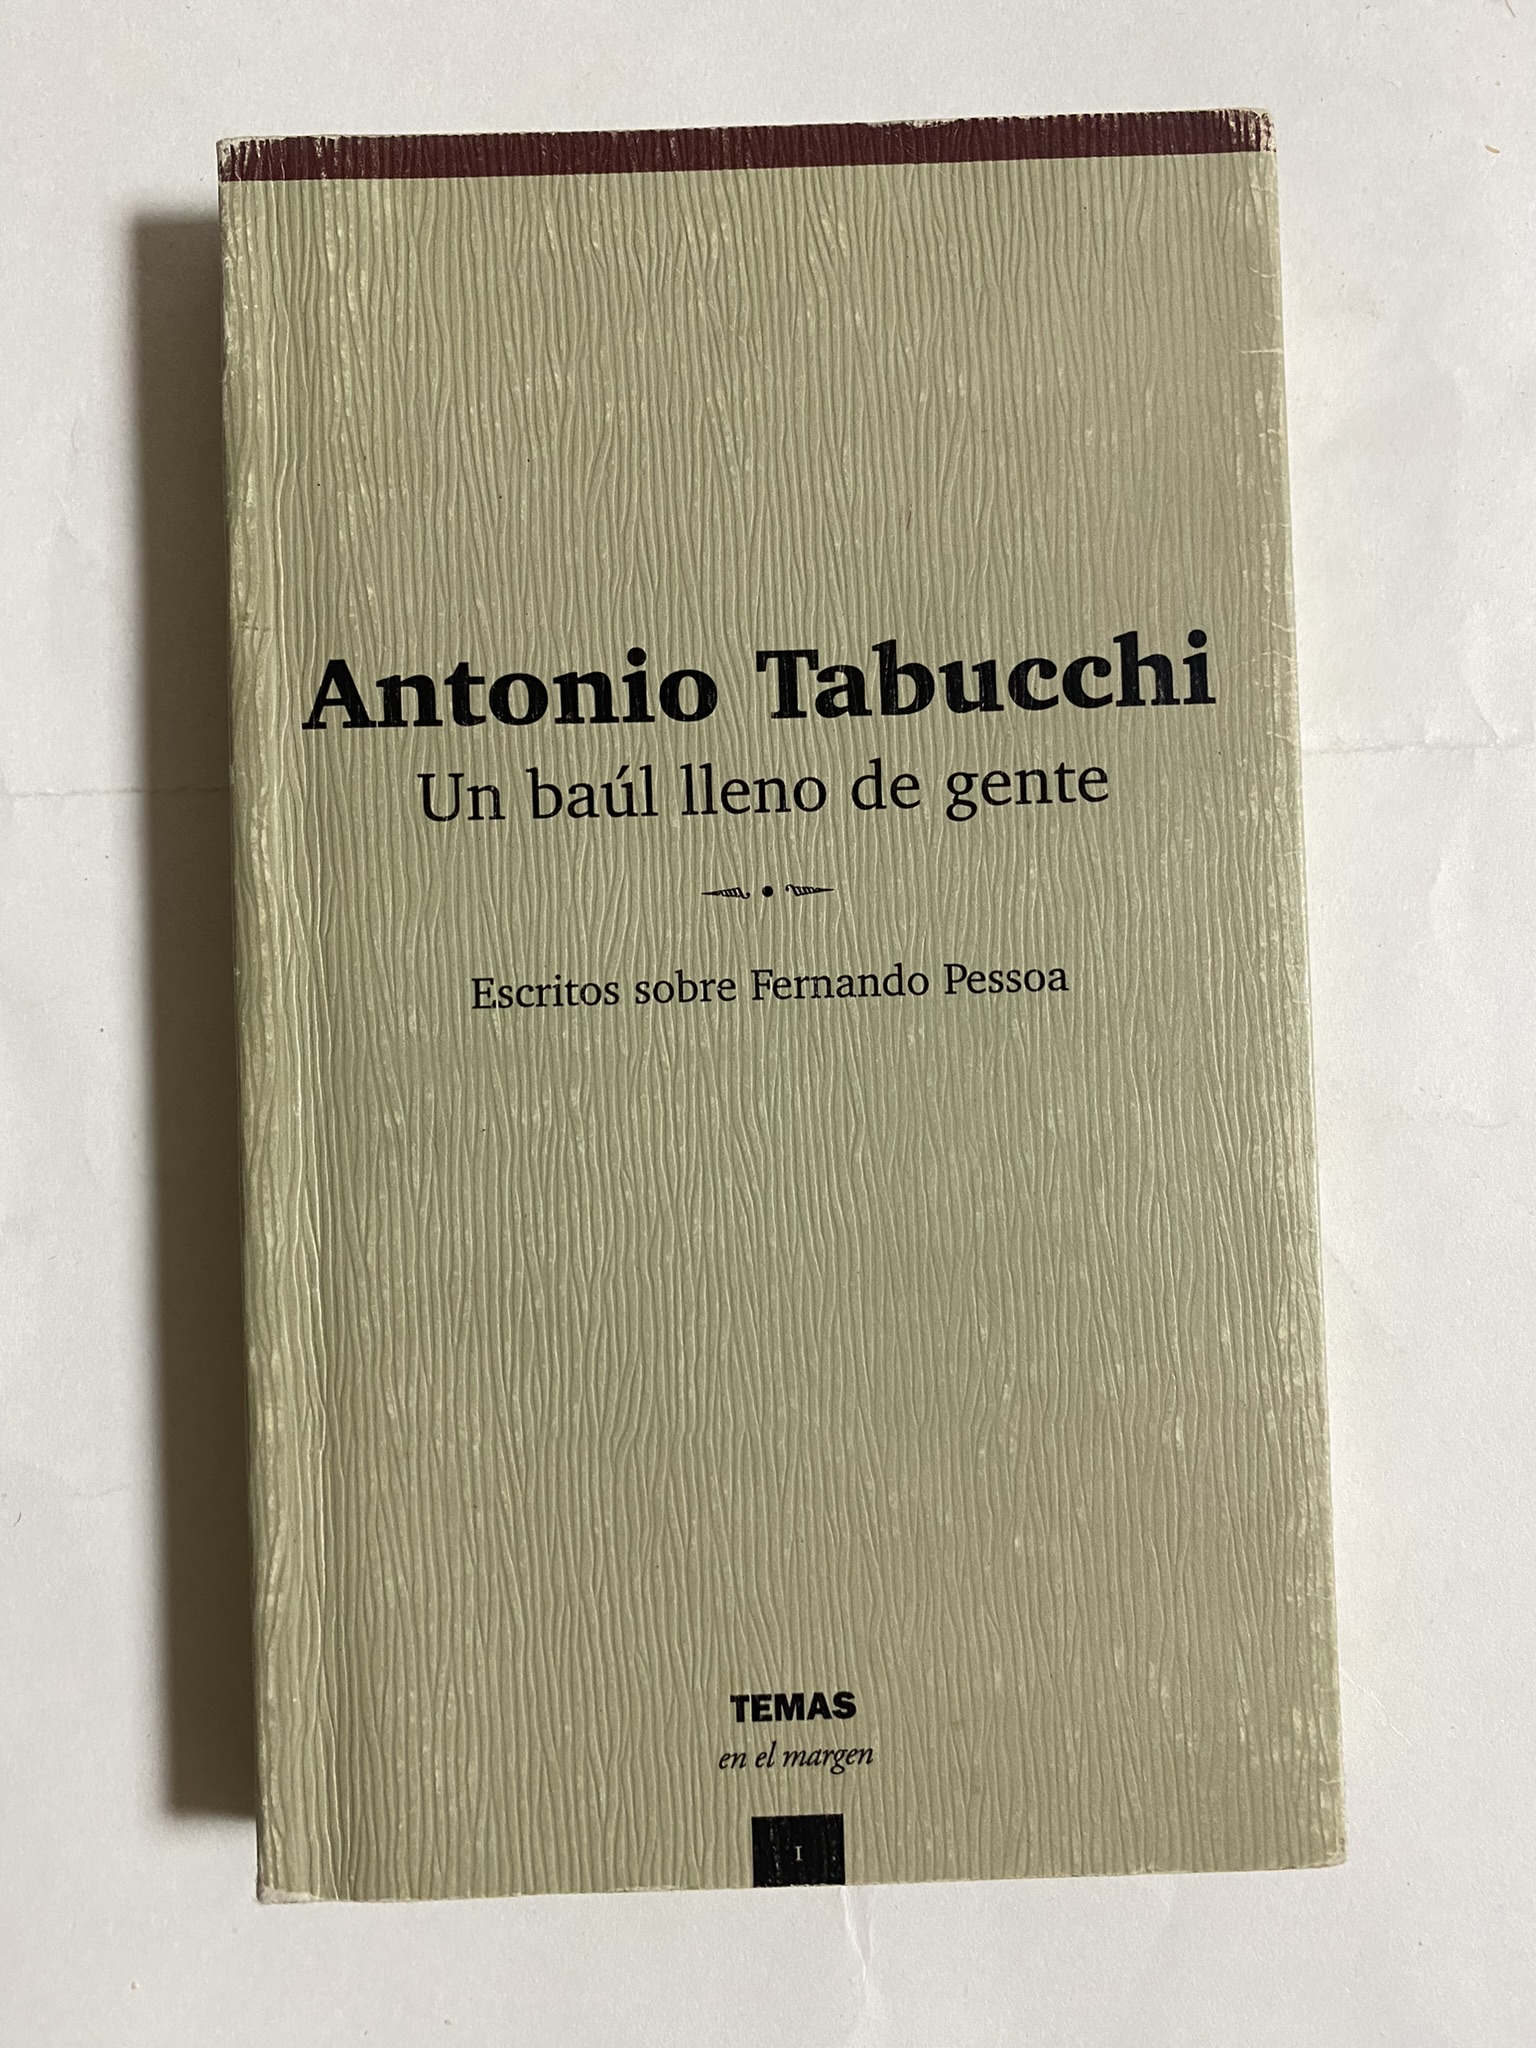 Antonio Tabucchi
Un baúl lleno de gente
Escritos sobre Fernando Pessoa
TEMAS
en el margen
I